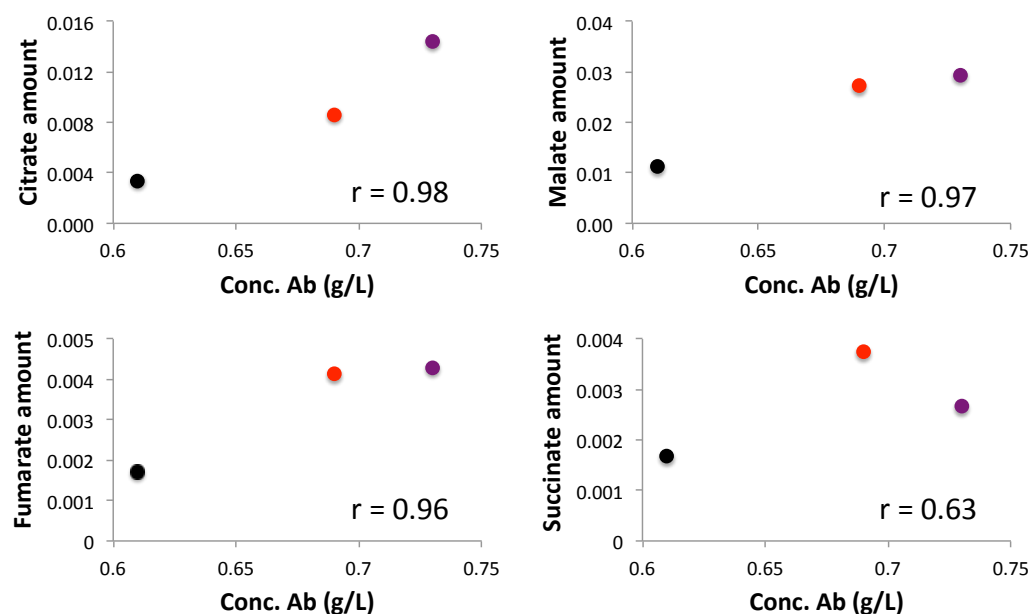 Citrate amount
0.016
0.012
0.008
0.004
0.000
r = 0.98
0.6 0.65 0.7 0.75
Conc. Ab (g/L)
Malate amount
0.04
0.03
0.02
0.01
0.00
r = 0.97
0.6 0.65 0.7 0.75
Conc. Ab (g/L)
Fumarate amount
0.005
0.004
0.003
0.002
0.001
0
r = 0.96
0.6 0.65 0.7 0.75
Conc. Ab (g/L)
Succinate amount
0.004
0.003
0.002
0.001
0
r = 0.63
0.6 0.65 0.7 0.75
Conc. Ab (g/L)